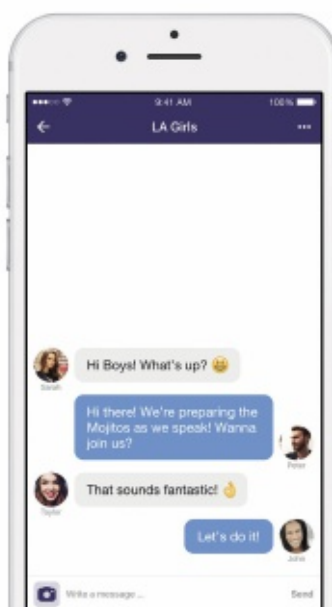 9:41 AM 100%
LA Girls
Hi Boys! What's up? 😀
Sarah
Hi there! We're preparing the
Mojitos as we speak! Wanna
join us?
Peter
That sounds fantastic! 👌
Taylor
Let's do it!
John
Write a message ... Send